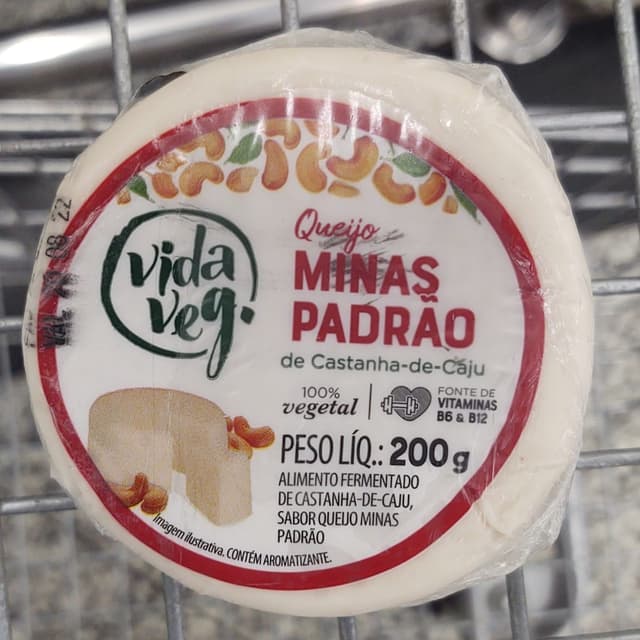 vida
veg.
Queijo
MINAS
PADRÃO
de Castanha-de-Caju
100%
vegetal
FONTE DE
VITAMINAS
B6 & B12
PESO LÍQ.: 200g
ALIMENTO FERMENTADO
DE CASTANHA-DE-CAJU,
SABOR QUEIJO MINAS
PADRÃO
Imagem ilustrativa. CONTÉM AROMATIZANTE.